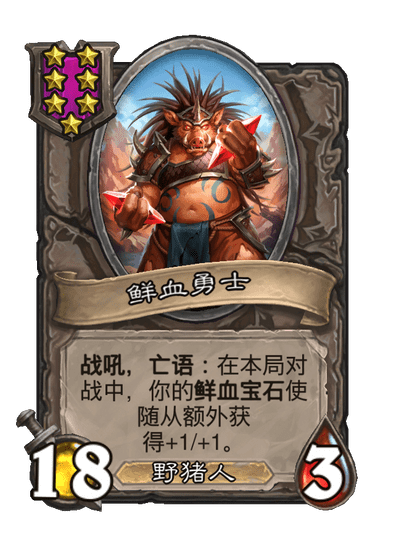 鲜血勇士
战吼，亡语：在本局对
战中，你的鲜血宝石使
随从额外获
得+1/+1。
18
野猪人
3